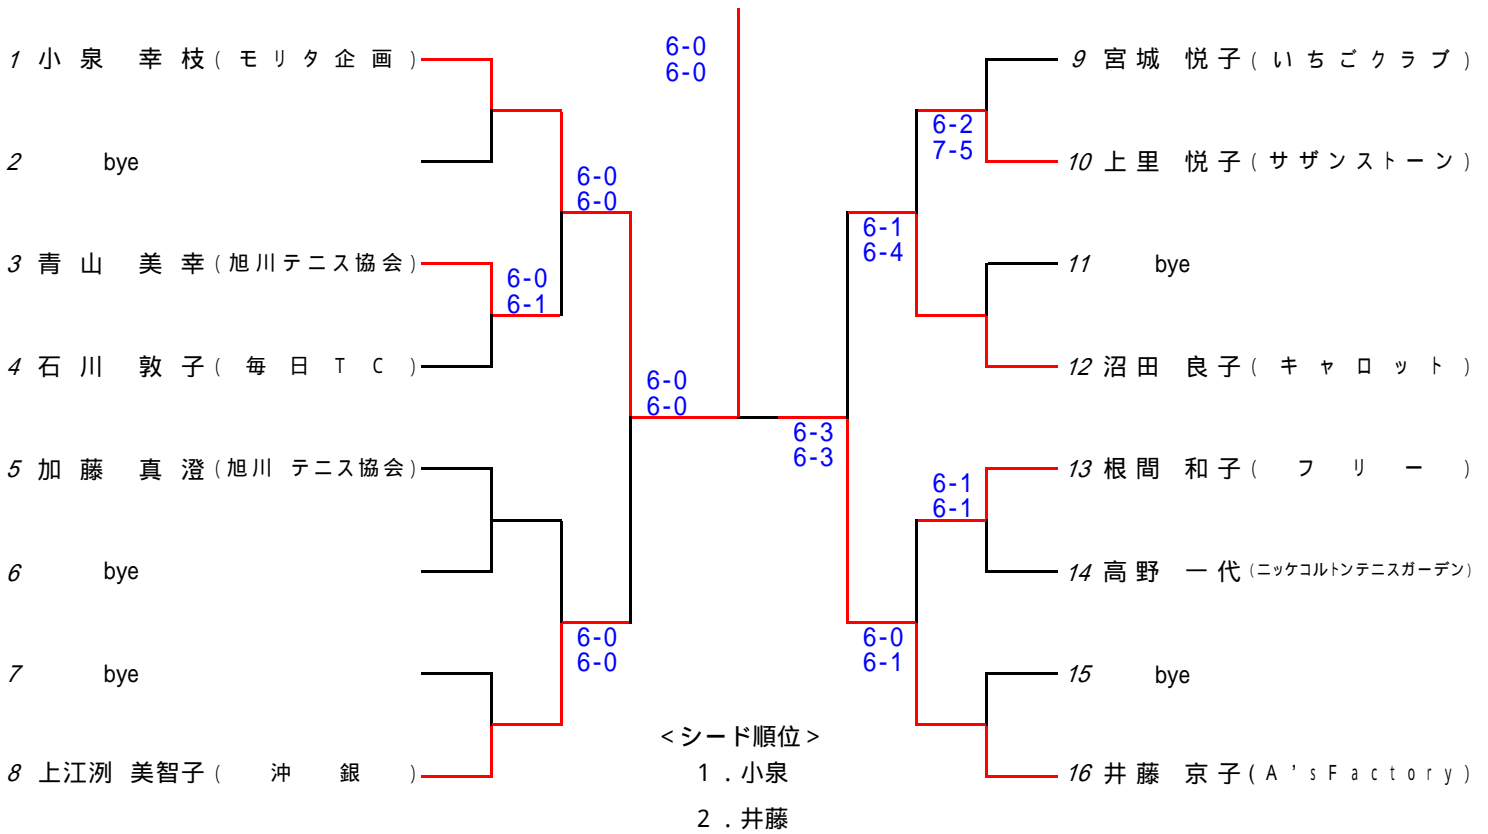 1 小泉 幸枝(モリタ企画)
2 bye
3 青山 美幸(旭川テニス協会)
4 石川 敦子(毎日TC)
5 加藤 真澄(旭川 テニス協会)
6 bye
7 bye
8 上江洌 美智子(沖銀)
6-0
6-1
6-0
6-0
6-0
6-0
6-0
6-0
6-0
6-0
9 宮城 悦子(いちごクラブ)
10 上里 悦子(サザンストーン)
11 bye
12 沼田 良子(キャロット)
13 根間 和子(フリー)
14 高野 一代(ニッケコルトンテニスガーデン)
15 bye
16 井藤 京子(A'sFactory)
6-2
7-5
6-1
6-4
6-3
6-3
6-1
6-1
6-0
6-1
<シード順位>
1.小泉
2.井藤